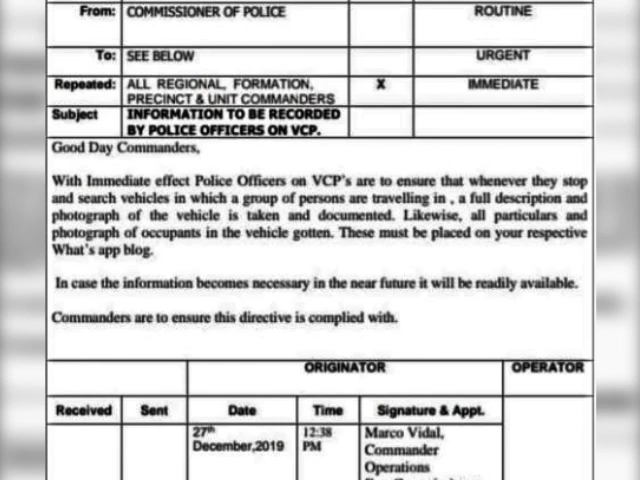 From: COMMISSIONER OF POLICE ROUTINE
To: SEE BELOW URGENT
Repeated: ALL REGIONAL, FORMATION, PRECINCT & UNIT COMMANDERS X IMMEDIATE
Subject INFORMATION TO BE RECORDED BY POLICE OFFICERS ON VCP.
Good Day Commanders,
With Immediate effect Police Officers on VCP's are to ensure that whenever they stop
and search vehicles in which a group of persons are travelling in , a full description and
photograph of the vehicle is taken and documented. Likewise, all particulars and
photograph of occupants in the vehicle gotten. These must be placed on your respective
What's app blog.
In case the information becomes necessary in the near future it will be readily available.
Commanders are to ensure this directive is complied with.
ORIGINATOR OPERATOR
Received Sent Date Time Signature & Appt.
27th 12:38 Marco Vidal,
December,2019 PM Commander
Operations